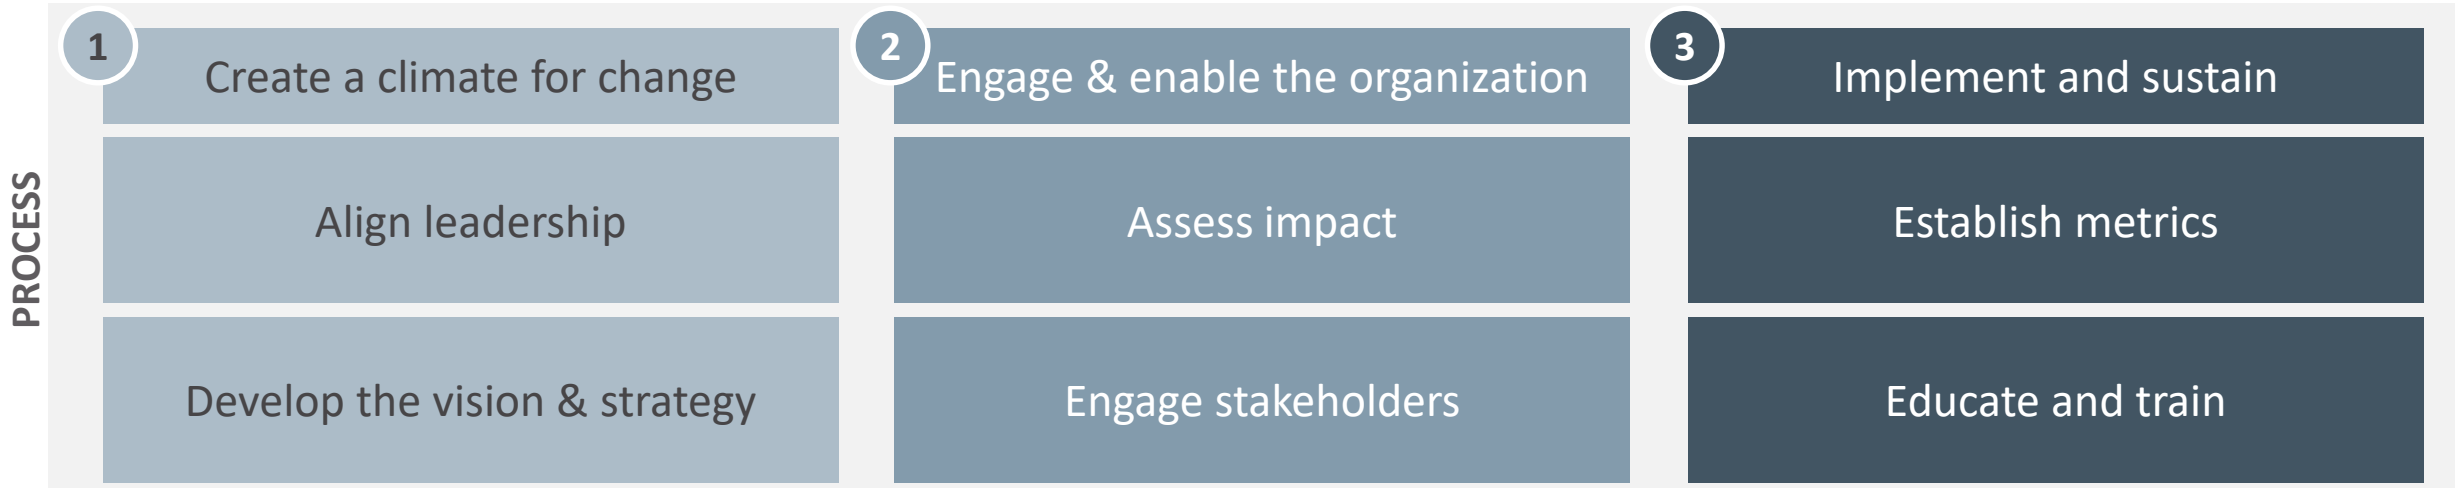 PROCESS
1
Create a climate for change
Align leadership
Develop the vision & strategy
2
Engage & enable the organization
Assess impact
Engage stakeholders
3
Implement and sustain
Establish metrics
Educate and train